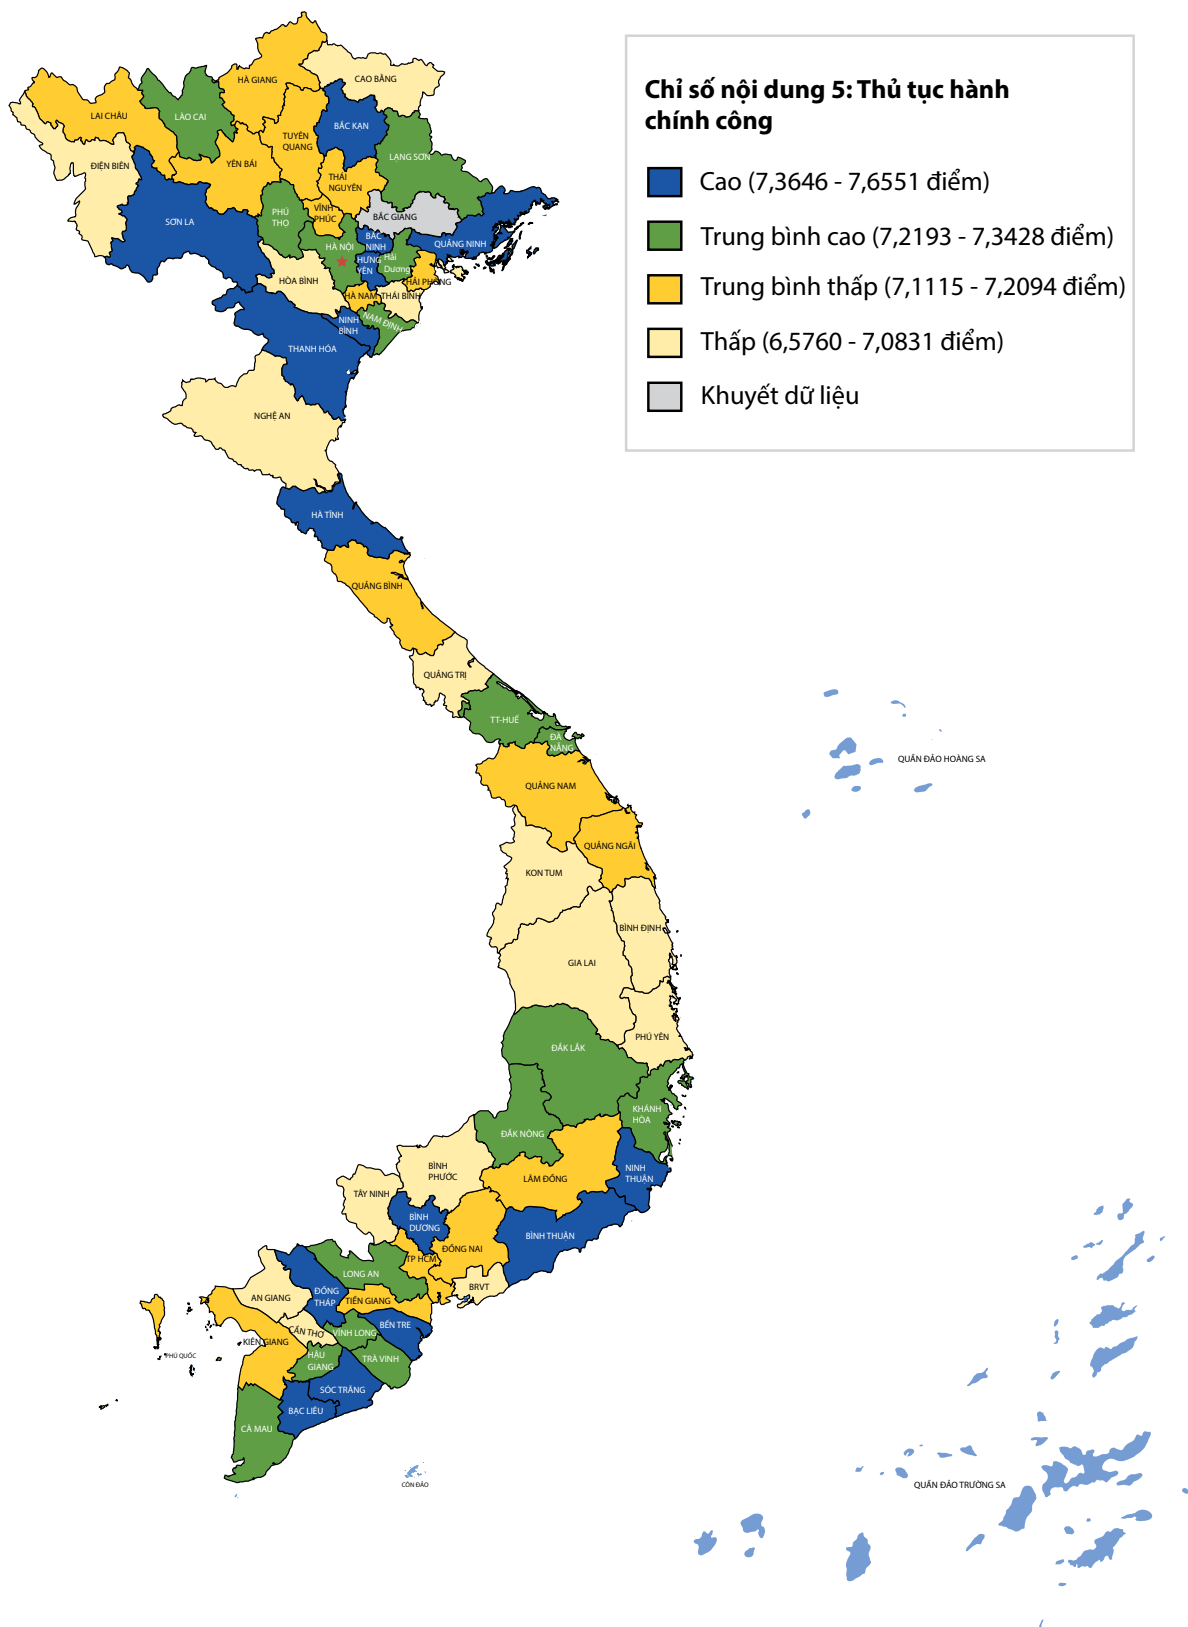 Chỉ số nội dung 5: Thủ tục hành
chính công
Cao (7,3646 - 7,6551 điểm)
Trung bình cao (7,2193 - 7,3428 điểm)
Trung bình thấp (7,1115 - 7,2094 điểm)
Thấp (6,5760 - 7,0831 điểm)
Khuyết dữ liệu
HÀ GIANG
CAO BẰNG
LAI CHÂU
LÀO CAI
BẮC KẠN
TUYÊN
QUANG
LẠNG SƠN
ĐIỆN BIÊN
YÊN BÁI
THÁI
NGUYÊN
SƠN LA
PHÚ
THỌ
VĨNH
PHÚC
BẮC GIANG
HÀ NỘI
BẮC
NINH
QUẢNG NINH
HƯNG
YÊN
Hải
Dương
HÒA BÌNH
HẢI PHÒNG
HÀ NAM
THÁI BÌNH
NINH
BÌNH
NAM ĐỊNH
THANH HÓA
NGHỆ AN
HÀ TĨNH
QUẢNG BÌNH
QUẢNG TRỊ
TT-HUẾ
ĐÀ
NẴNG
QUẦN ĐẢO HOÀNG SA
QUẢNG NAM
QUẢNG NGÃI
KON TUM
BÌNH ĐỊNH
GIA LAI
PHÚ YÊN
ĐẮK LẮK
KHÁNH
HÒA
ĐẮK NÔNG
BÌNH
PHƯỚC
LÂM ĐỒNG
NINH
THUẬN
TÂY NINH
BÌNH
DƯƠNG
BÌNH THUẬN
ĐỒNG NAI
TP HCM
LONG AN
BRVT
AN GIANG
ĐỒNG
THÁP
TIỀN GIANG
BẾN TRE
CẦN THƠ
VĨNH LONG
KIÊN GIANG
PHÚ QUỐC
HẬU
GIANG
TRÀ VINH
SÓC TRĂNG
BẠC LIÊU
CÀ MAU
CÔN ĐẢO
QUẦN ĐẢO TRƯỜNG SA